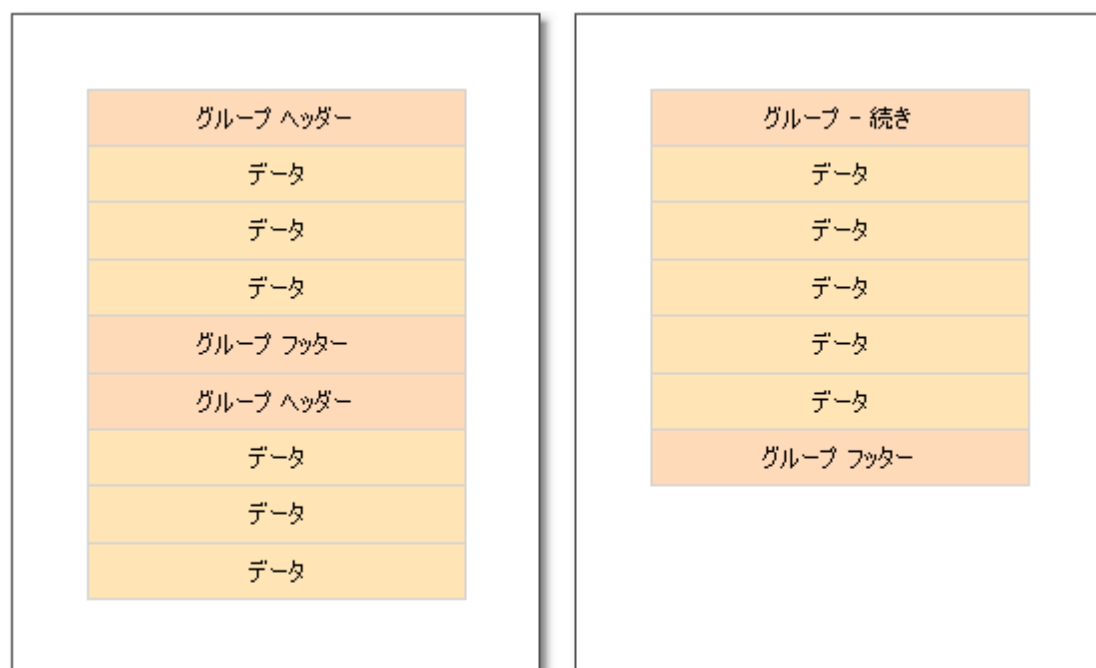 グループ ヘッダー
データ
データ
データ
グループ フッター
グループ ヘッダー
データ
データ
データ
グループ - 続き
データ
データ
データ
データ
データ
グループ フッター